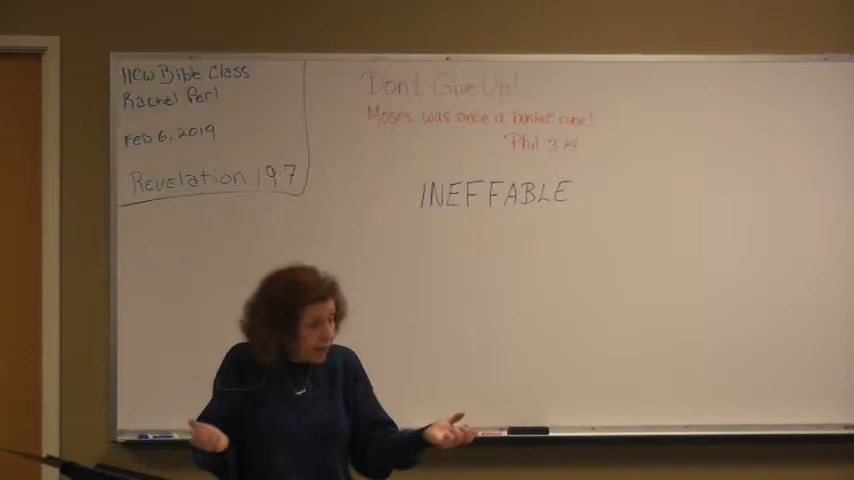 HCW Bible Class
Rachel Perl
FEB 6, 2019
Revelation 19:7
Don't Give Up!
Moses was once a basket case!
Phil 3:14
INEFFABLE